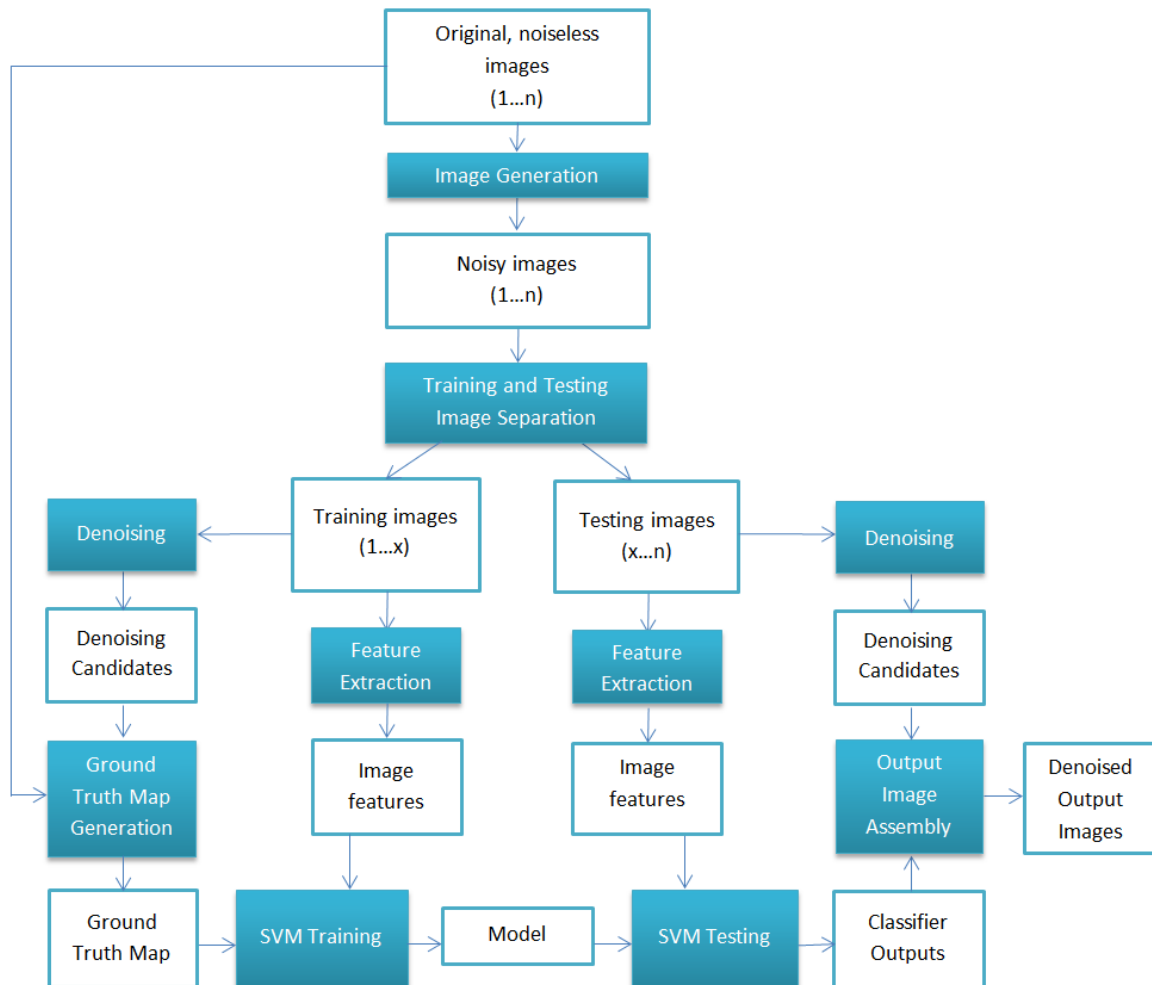 Original, noiseless
images
(1...n)
Image Generation
Noisy images
(1...n)
Training and Testing
Image Separation
Training images
(1...x)
Testing images
(x...n)
Denoising
Denoising
Denoising
Candidates
Feature
Extraction
Feature
Extraction
Denoising
Candidates
Ground
Truth Map
Generation
Image
features
Image
features
Output
Image
Assembly
Denoised
Output
Images
Ground
Truth Map
SVM Training
Model
SVM Testing
Classifier
Outputs